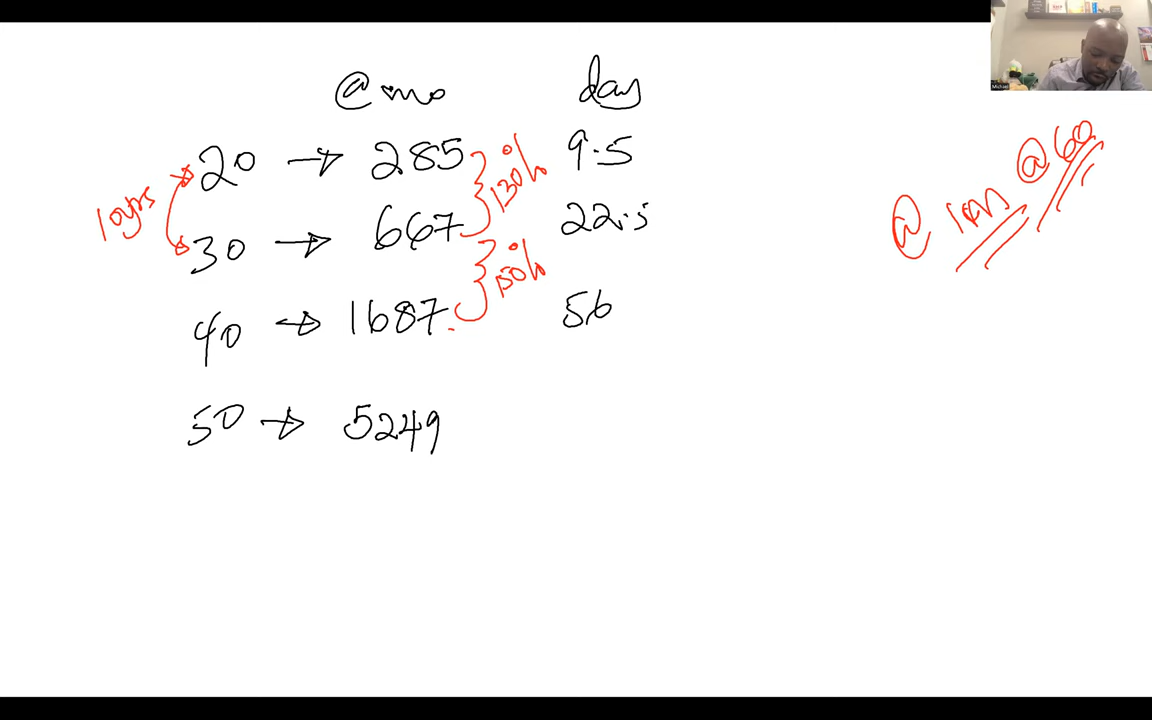 @ mo day
20 → 285 9.5
30 → 667 22.5
40 → 1687 56
50 → 5249
10yrs
130%
150%
@ 1m @ 60
Michael